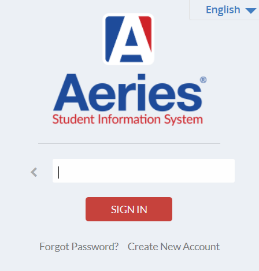 English
A
Aeries®
Student Information System
SIGN IN
Forgot Password? Create New Account